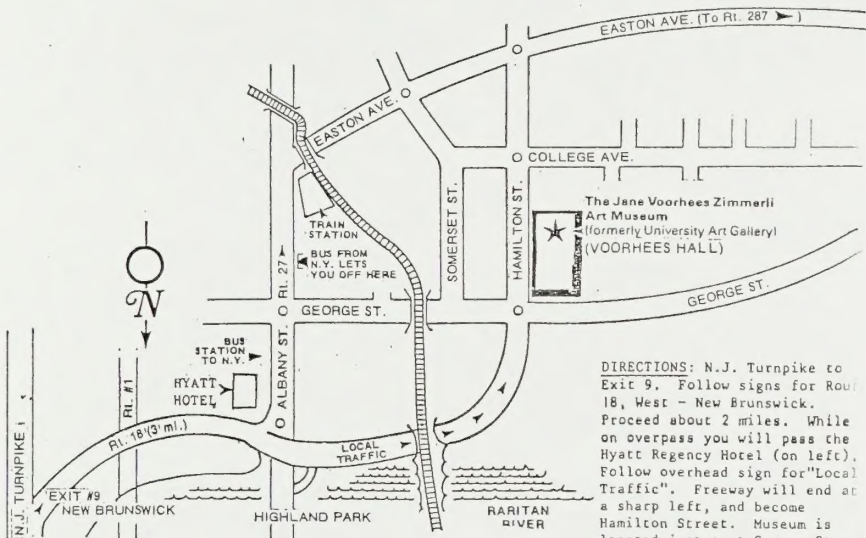 EASTON AVE. (To Rt. 287 )
EASTON AVE.
COLLEGE AVE.
SOMERSET ST.
HAMILTON ST.
The Jane Voorhees Zimmerli
Art Museum
(formerly University Art Gallery)
(VOORHEES HALL)
TRAIN
STATION
Rt. 27
BUS FROM
N.Y. LETS
YOU OFF HERE
N
GEORGE ST.
GEORGE ST.
BUS
STATION
TO N.Y.
ALBANY ST.
HYATT
HOTEL
Rt. #1
Rt. 18 (3 ml.)
LOCAL
TRAFFIC
N.J. TURNPIKE
EXIT #9
NEW BRUNSWICK
HIGHLAND PARK
RARITAN
RIVER
DIRECTIONS: N.J. Turnpike to
Exit 9. Follow signs for Rou
18, West - New Brunswick.
Proceed about 2 miles. While
on overpass you will pass the
Hyatt Regency Hotel (on left).
Follow overhead sign for"Local
Traffic". Freeway will end at
a sharp left, and become
Hamilton Street. Museum is